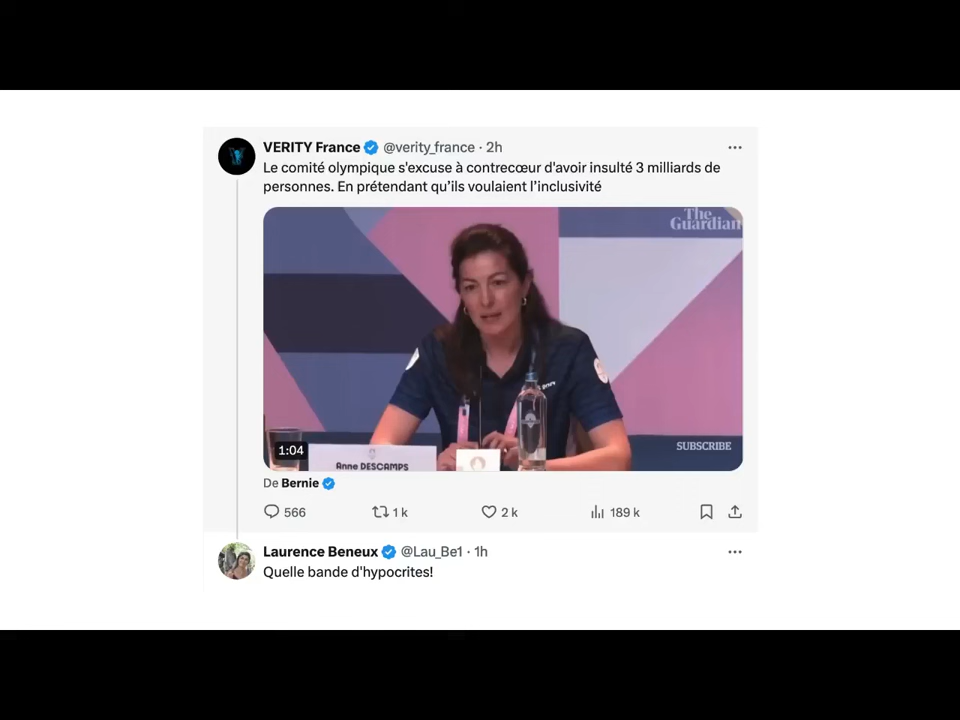 VERITY France @verity_france · 2h
Le comité olympique s'excuse à contrecœur d'avoir insulté 3 milliards de
personnes. En prétendant qu'ils voulaient l'inclusivité
The
Guardian
SUBSCRIBE
1:04
Anne DESCAMPS
De Bernie
566 1 k 2 k 189 k
Laurence Beneux @Lau_Be1 · 1h
Quelle bande d'hypocrites!